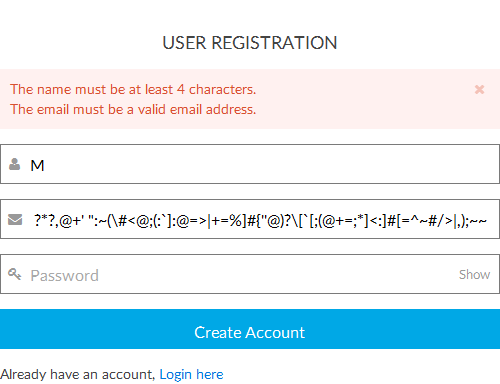 USER REGISTRATION
The name must be at least 4 characters.
The email must be a valid email address.
M
?*?,@+' ":~(\#<@;(:`]:@=>|+=%]#{"@)?\[`[;(@+=;*]<:]#[=^~#/>|,);~~
Password
Show
Create Account
Already have an account, Login here